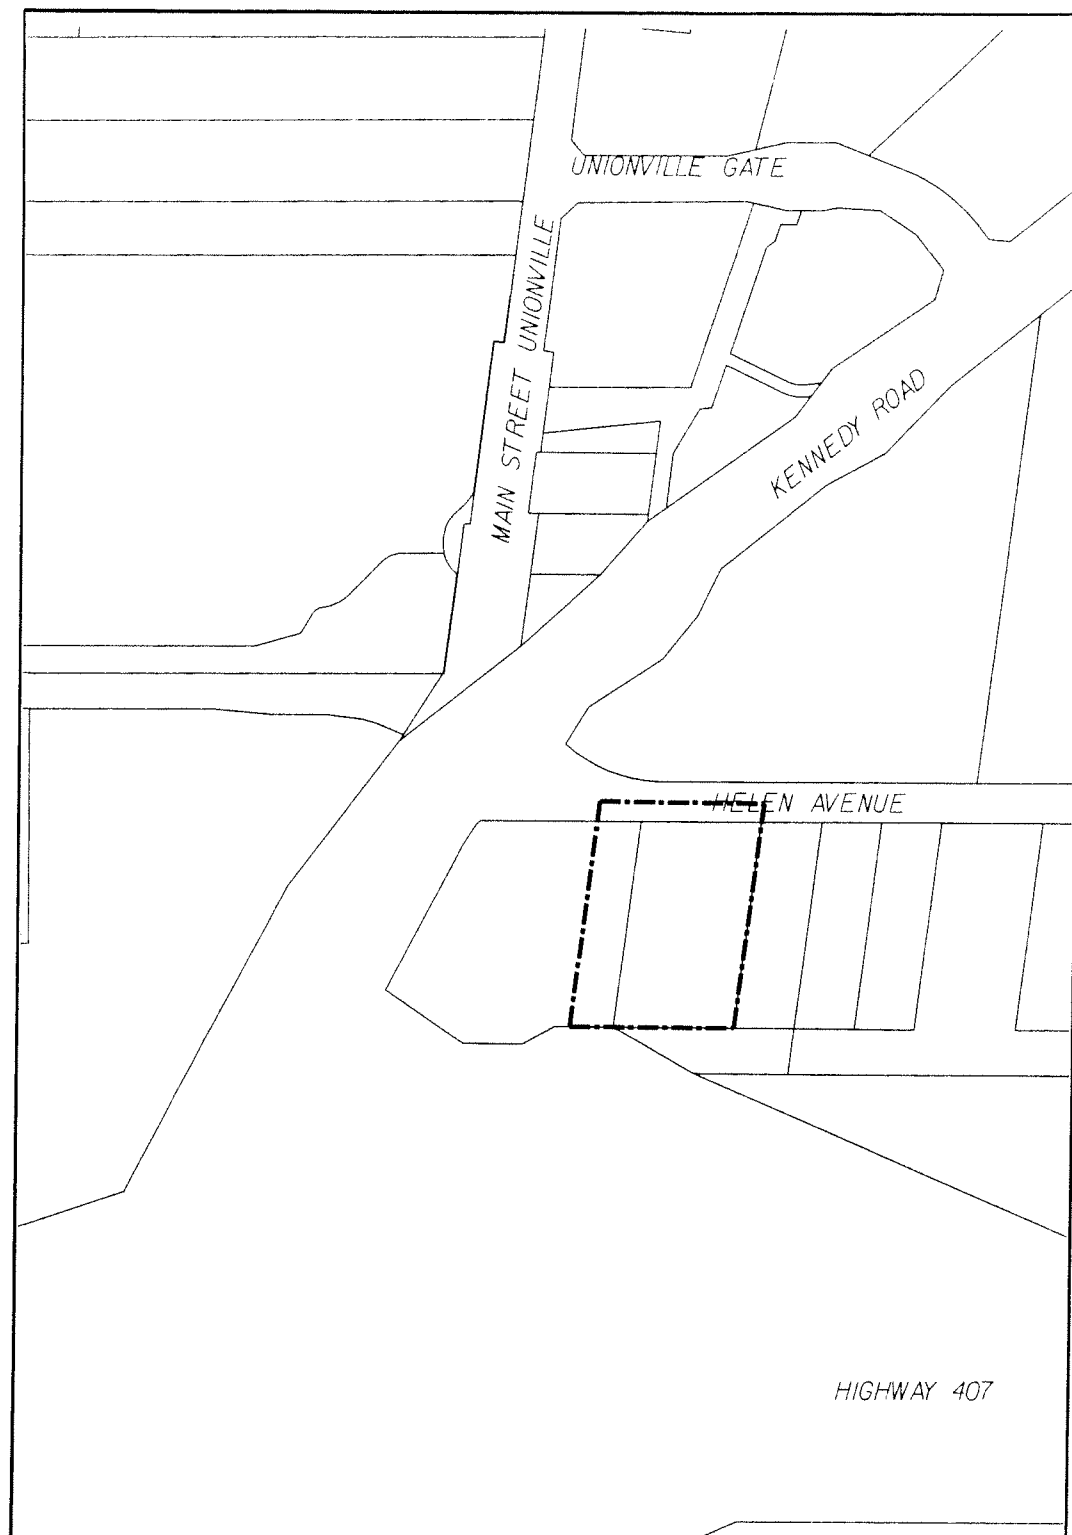 UNIONVILLE GATE
MAIN STREET UNIONVILLE
KENNEDY ROAD
HELEN AVENUE
HIGHWAY 407